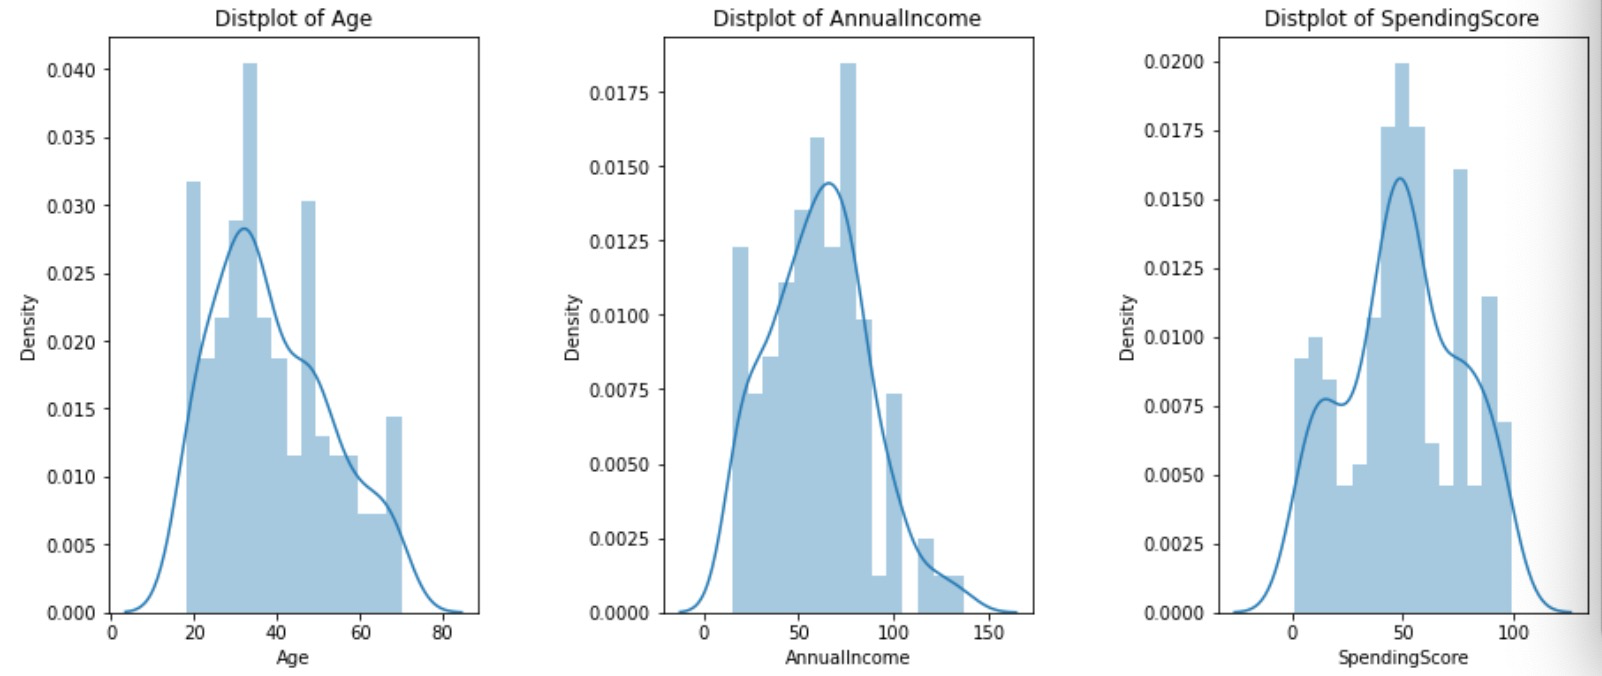 Distplot of Age
0.040
0.035
0.030
0.025
0.020
0.015
0.010
0.005
0.000
Density
0 20 40 60 80
Age
Distplot of AnnualIncome
0.0175
0.0150
0.0125
0.0100
0.0075
0.0050
0.0025
0.0000
Density
0 50 100 150
AnnualIncome
Distplot of SpendingScore
0.0200
0.0175
0.0150
0.0125
0.0100
0.0075
0.0050
0.0025
0.0000
Density
0 50 100
SpendingScore